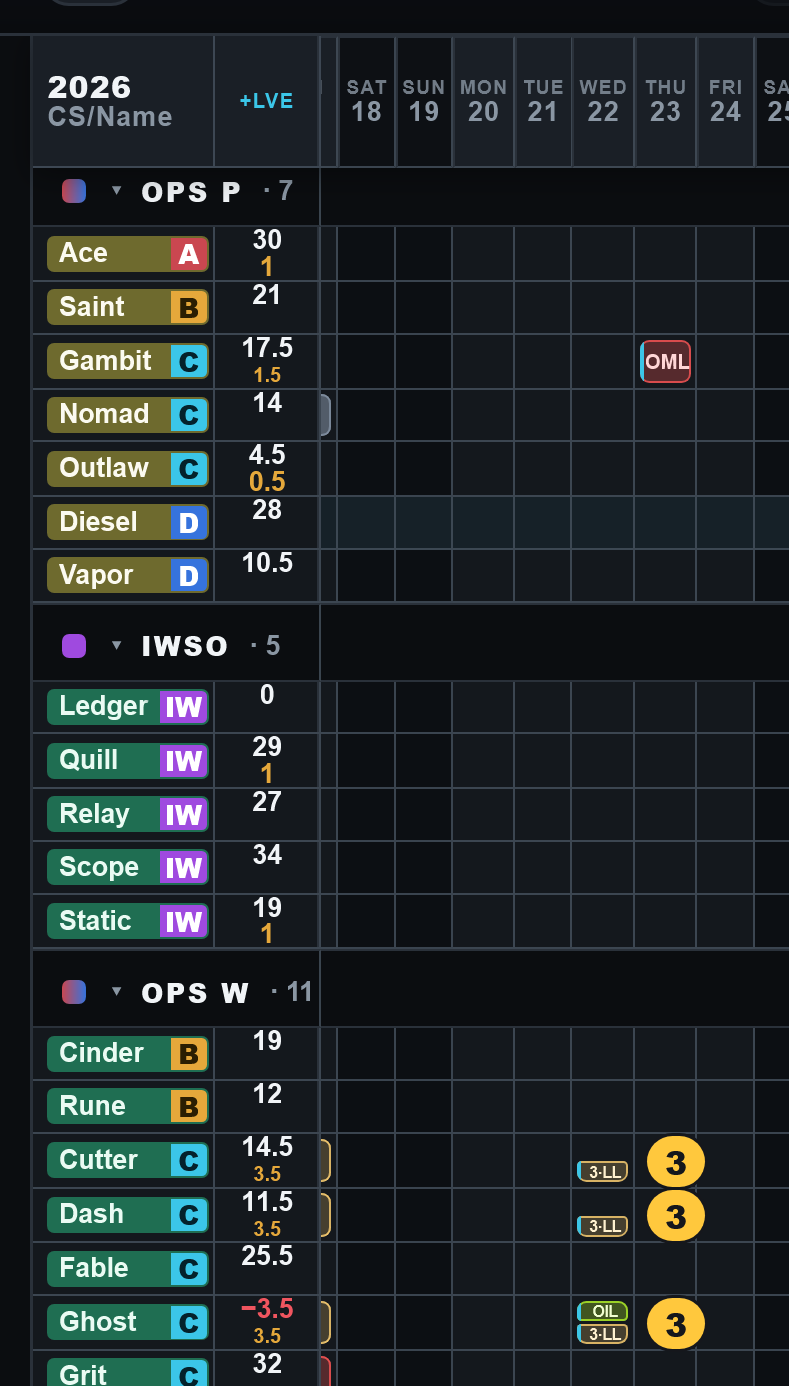 2026
CS/Name
+LVE
SAT 18
SUN 19
MON 20
TUE 21
WED 22
THU 23
FRI 24
▼ OPS P · 7
Ace A 30 1
Saint B 21
Gambit C 17.5 1.5 OML
Nomad C 14
Outlaw C 4.5 0.5
Diesel D 28
Vapor D 10.5
▼ IWSO · 5
Ledger IW 0
Quill IW 29 1
Relay IW 27
Scope IW 34
Static IW 19 1
▼ OPS W · 11
Cinder B 19
Rune B 12
Cutter C 14.5 3.5 3·LL 3
Dash C 11.5 3.5 3·LL 3
Fable C 25.5
Ghost C −3.5 3.5 OIL 3·LL 3
Grit C 32